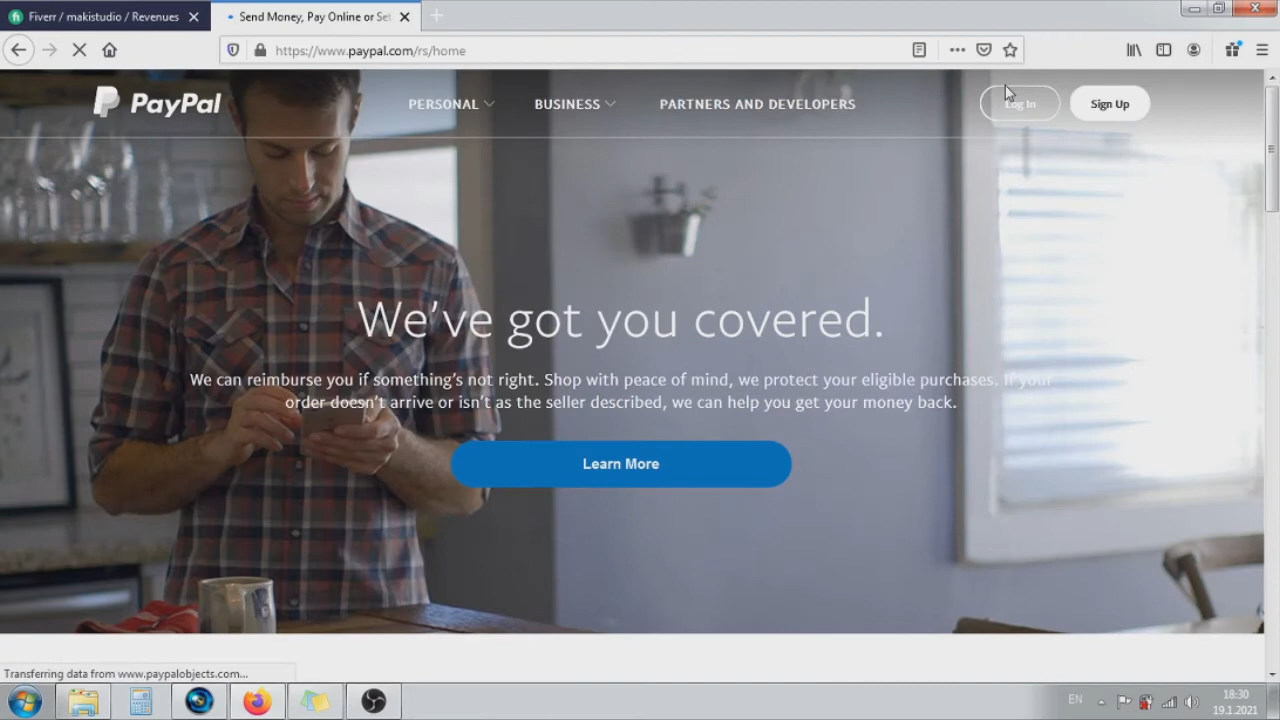 Fiverr / makistudio / Revenues
Send Money, Pay Online or Set
https://www.paypal.com/rs/home
PayPal
PERSONAL
BUSINESS
PARTNERS AND DEVELOPERS
Log In
Sign Up
We've got you covered.
We can reimburse you if something's not right. Shop with peace of mind, we protect your eligible purchases. If your
order doesn't arrive or isn't as the seller described, we can help you get your money back.
Learn More
Transferring data from www.paypalobjects.com...
EN
18:30
19.1.2021